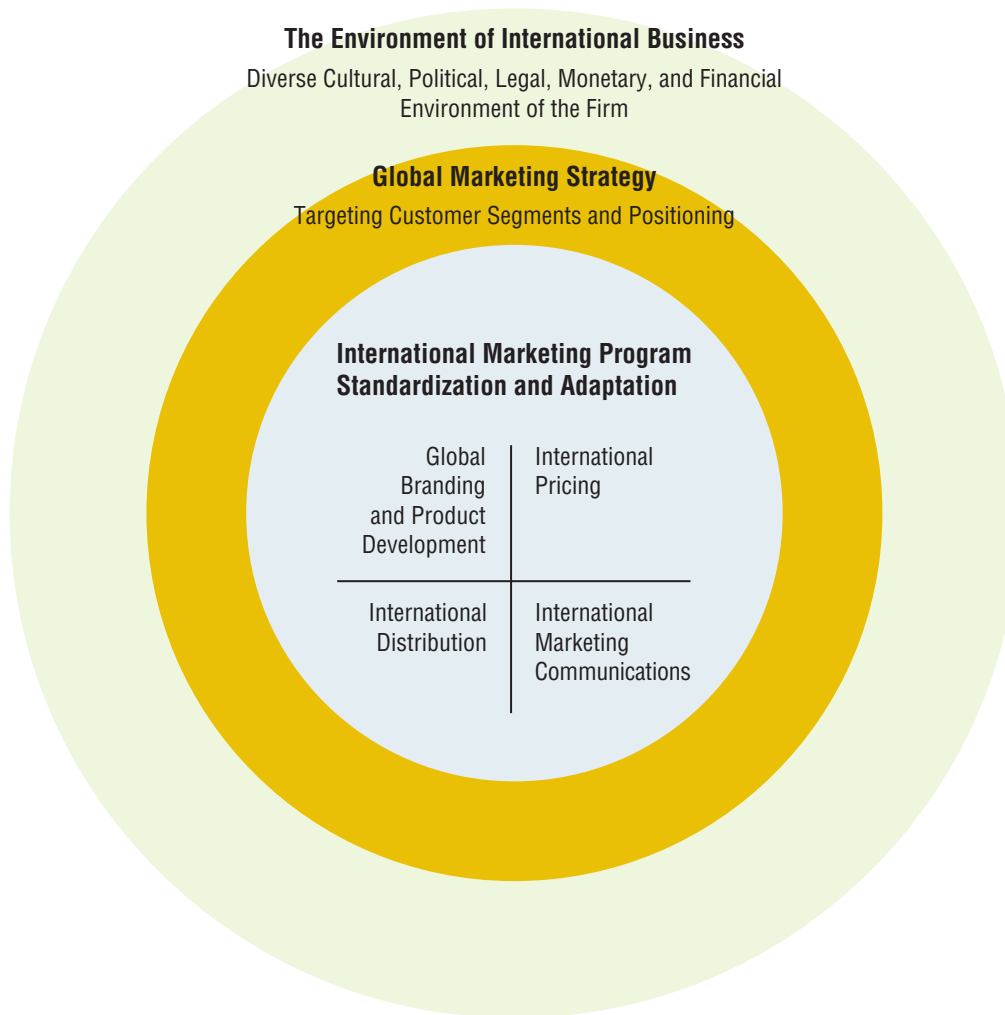 The Environment of International Business
Diverse Cultural, Political, Legal, Monetary, and Financial
Environment of the Firm
Global Marketing Strategy
Targeting Customer Segments and Positioning
International Marketing Program
Standardization and Adaptation
Global
Branding
and Product
Development
International
Pricing
International
Distribution
International
Marketing
Communications